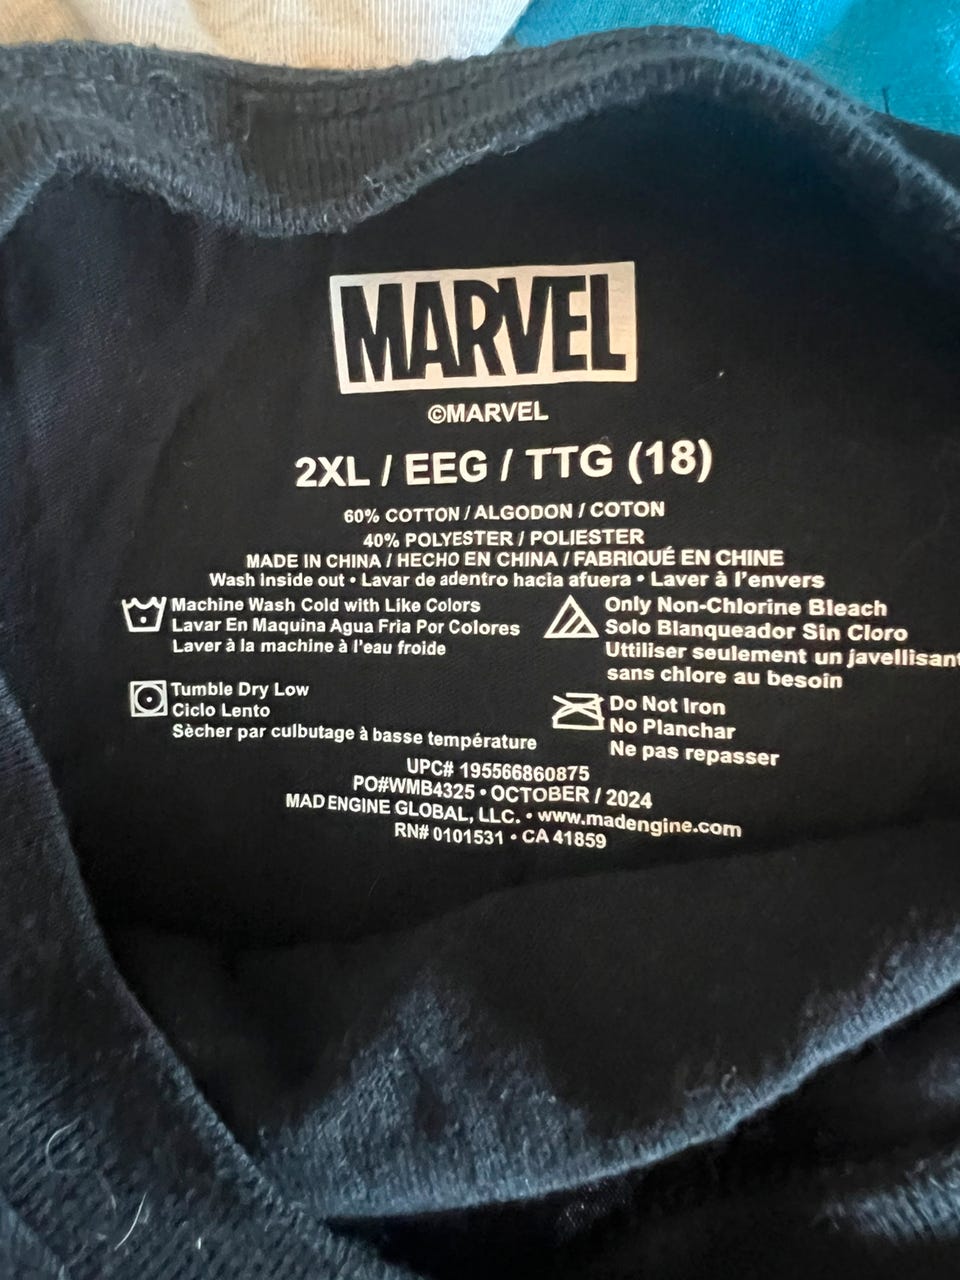 MARVEL
©MARVEL
2XL / EEG / TTG (18)
60% COTTON / ALGODON / COTON
40% POLYESTER / POLIESTER
MADE IN CHINA / HECHO EN CHINA / FABRIQUÉ EN CHINE
Wash Inside out • Lavar de adentro hacia afuera • Laver à l'envers
Machine Wash Cold with Like Colors
Lavar En Maquina Agua Fria Por Colores
Laver à la machine à l'eau froide
Only Non-Chlorine Bleach
Solo Blanqueador Sin Cloro
Uttiliser seulement un javellisant
sans chlore au besoin
Tumble Dry Low
Ciclo Lento
Sècher par culbutage à basse température
Do Not Iron
No Planchar
Ne pas repasser
UPC# 195566860875
PO#WMB4325 • OCTOBER / 2024
MAD ENGINE GLOBAL, LLC. • www.madengine.com
RN# 0101531 • CA 41859